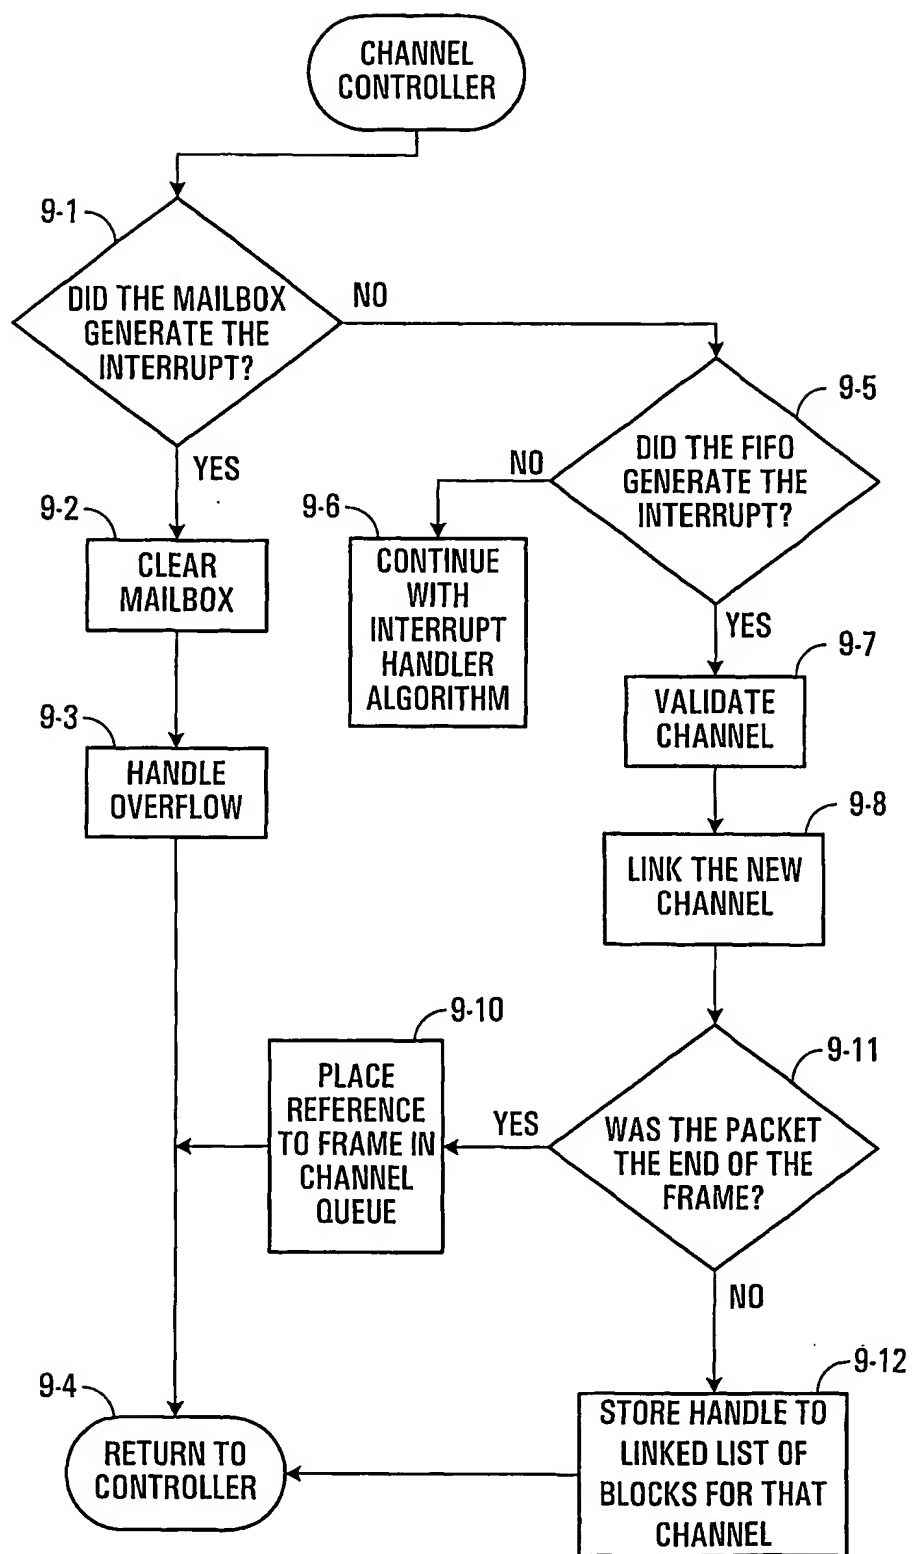 CHANNEL
CONTROLLER
9-1
DID THE MAILBOX
GENERATE THE
INTERRUPT?
NO
YES
9-2
CLEAR
MAILBOX
9-3
HANDLE
OVERFLOW
9-5
DID THE FIFO
GENERATE THE
INTERRUPT?
NO
9-6
CONTINUE
WITH
INTERRUPT
HANDLER
ALGORITHM
YES
9-7
VALIDATE
CHANNEL
9-8
LINK THE NEW
CHANNEL
9-11
WAS THE PACKET
THE END OF THE
FRAME?
YES
9-10
PLACE
REFERENCE
TO FRAME IN
CHANNEL
QUEUE
NO
9-12
STORE HANDLE TO
LINKED LIST OF
BLOCKS FOR THAT
CHANNEL
9-4
RETURN TO
CONTROLLER